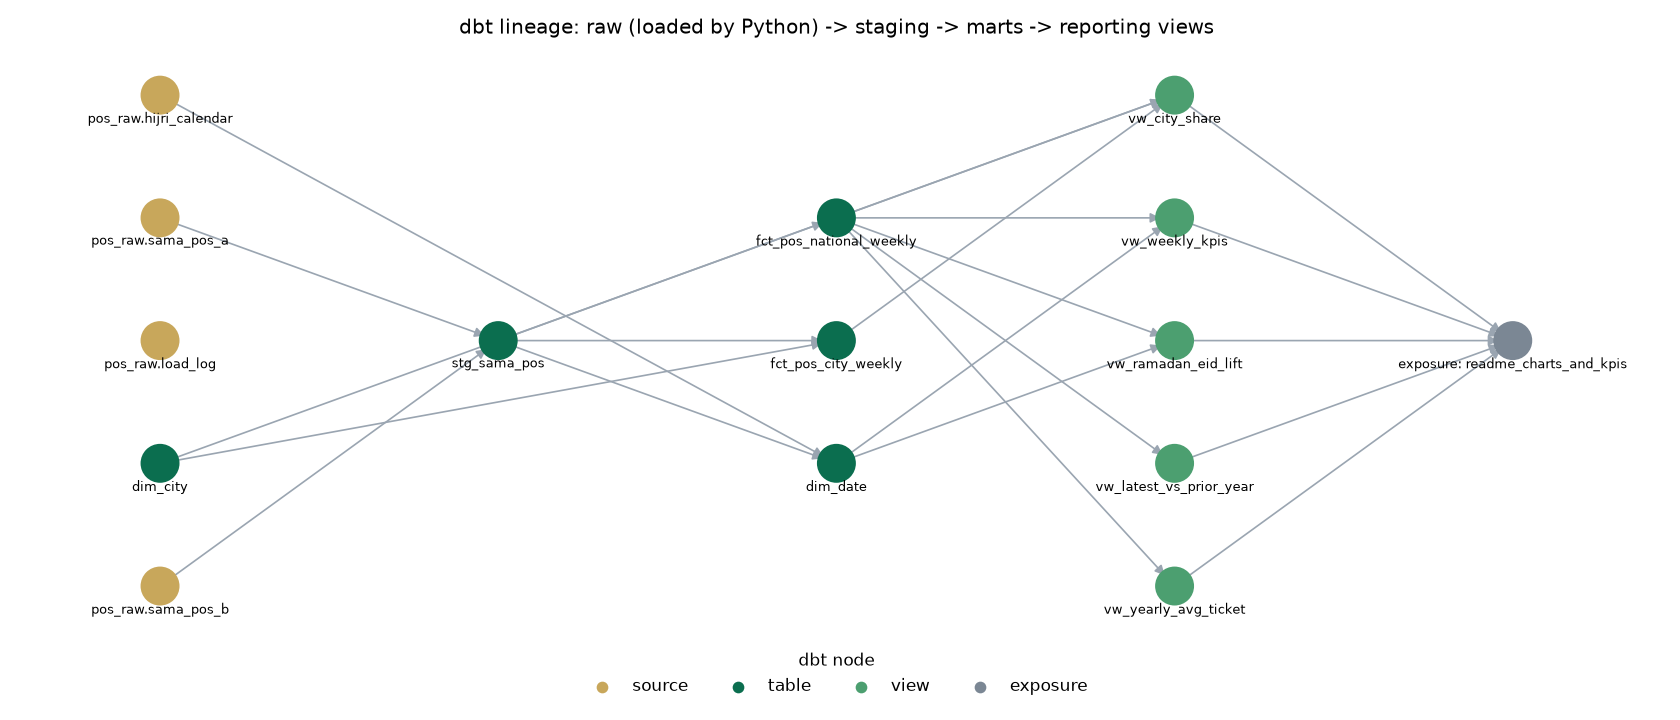 dbt lineage: raw (loaded by Python) -> staging -> marts -> reporting views
pos_raw.hijri_calendar
vw_city_share
pos_raw.sama_pos_a
fct_pos_national_weekly
vw_weekly_kpis
pos_raw.load_log
stg_sama_pos
fct_pos_city_weekly
vw_ramadan_eid_lift
exposure: readme_charts_and_kpis
dim_city
dim_date
vw_latest_vs_prior_year
pos_raw.sama_pos_b
vw_yearly_avg_ticket
dbt node
source table view exposure